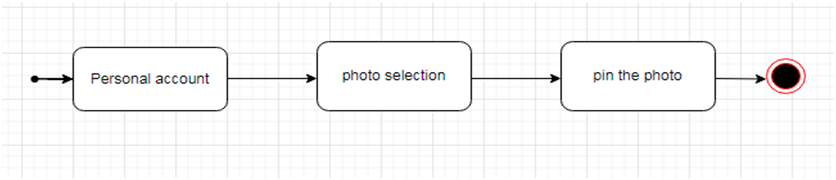 Personal account
photo selection
pin the photo